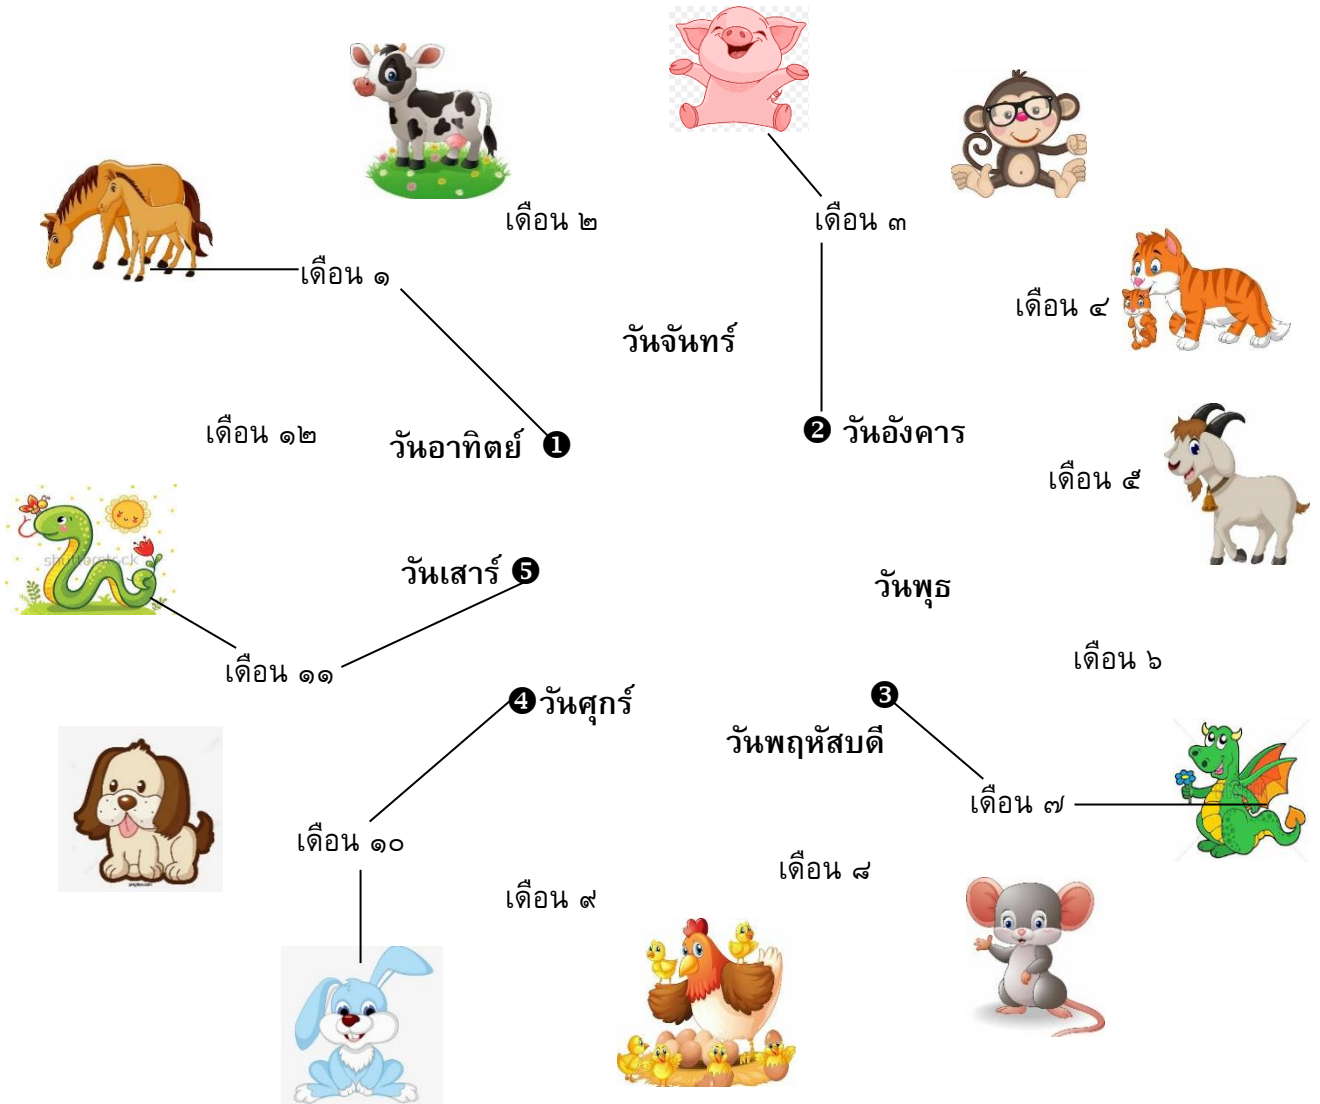 เดือน ๒
เดือน ๓
เดือน ๑
เดือน ๔
วันจันทร์
เดือน ๑๒
วันอาทิตย์ ❶
❷ วันอังคาร
เดือน ๕
shutterstock
วันเสาร์ ❺
วันพุธ
เดือน ๖
เดือน ๑๑
❹วันศุกร์
❸
วันพฤหัสบดี
เดือน ๗
เดือน ๑๐
เดือน ๘
เดือน ๙